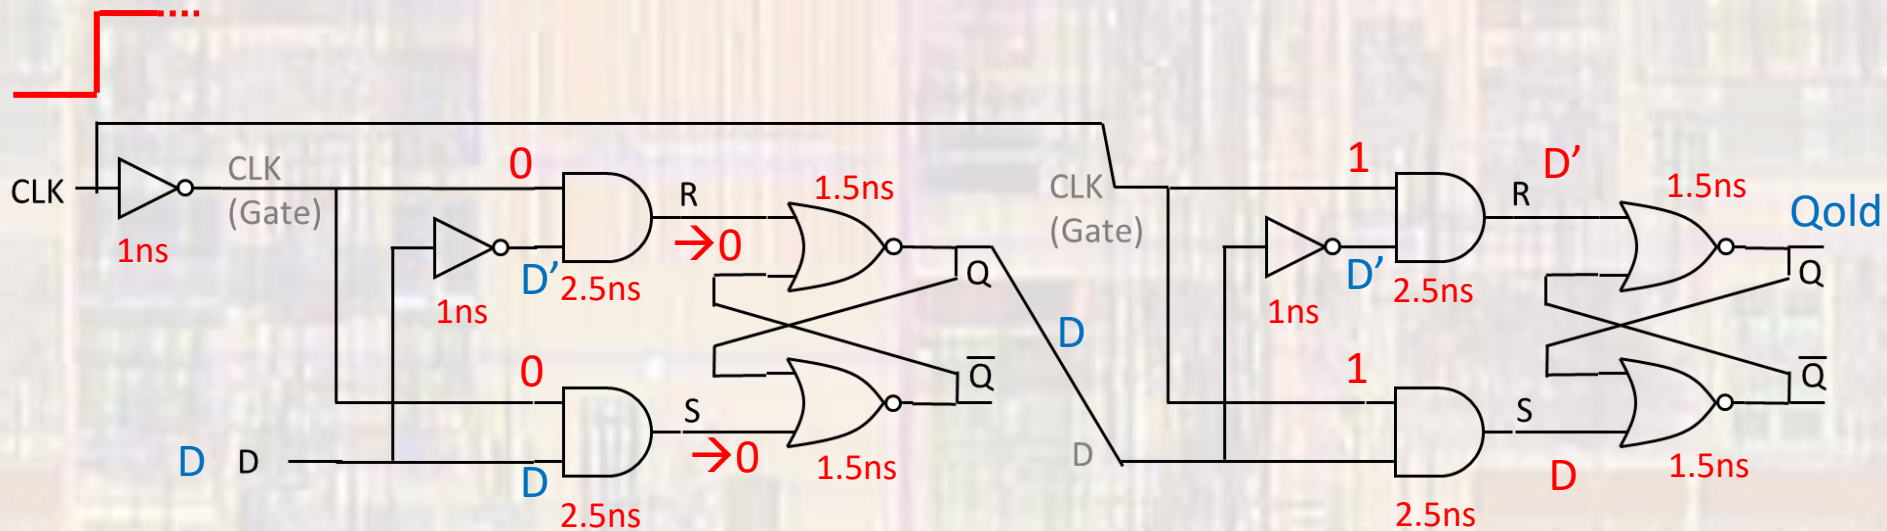 CLK
1ns
CLK
(Gate)
0
D'
1ns
2.5ns
R
→0
1.5ns
Q
D
D
0
D
2.5ns
S
→0
1.5ns
Q
D
CLK
(Gate)
D
1
D'
1ns
2.5ns
R
D'
1.5ns
Qold
Q
1
2.5ns
S
D
1.5ns
Q